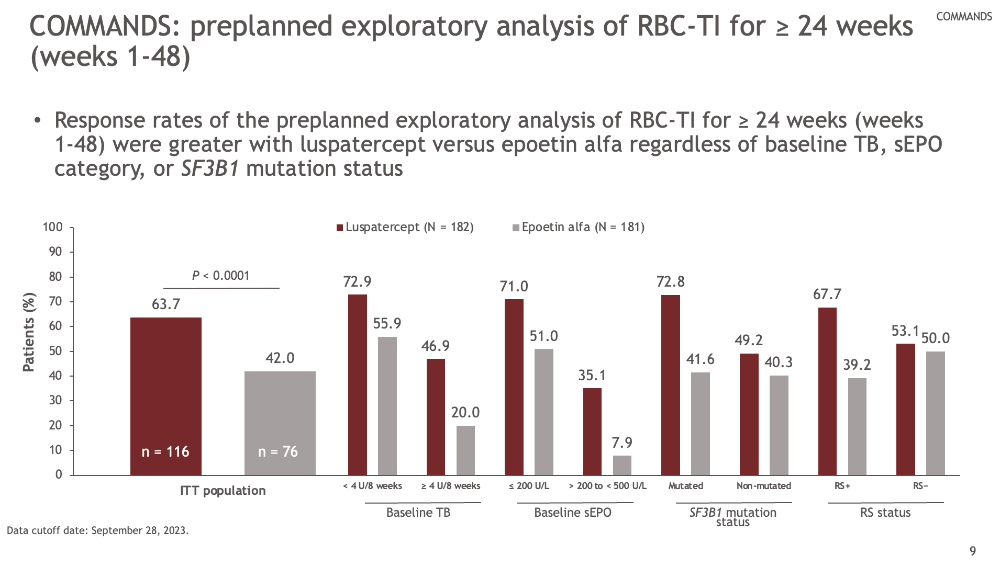 COMMANDS: preplanned exploratory analysis of RBC-TI for ≥ 24 weeks
(weeks 1-48)
COMMANDS
• Response rates of the preplanned exploratory analysis of RBC-TI for ≥ 24 weeks (weeks
1-48) were greater with luspatercept versus epoetin alfa regardless of baseline TB, sEPO
category, or SF3B1 mutation status
Luspatercept (N = 182)
Epoetin alfa (N = 181)
Patients (%)
100
90
80
70
60
50
40
30
20
10
0
P < 0.0001
63.7
42.0
n = 116
n = 76
72.9
55.9
46.9
20.0
71.0
51.0
35.1
7.9
72.8
41.6
49.2
40.3
67.7
39.2
53.1
50.0
ITT population
< 4 U/8 weeks
≥ 4 U/8 weeks
≤ 200 U/L
> 200 to < 500 U/L
Mutated
Non-mutated
RS+
RS−
Baseline TB
Baseline sEPO
SF3B1 mutation
status
RS status
Data cutoff date: September 28, 2023.
9